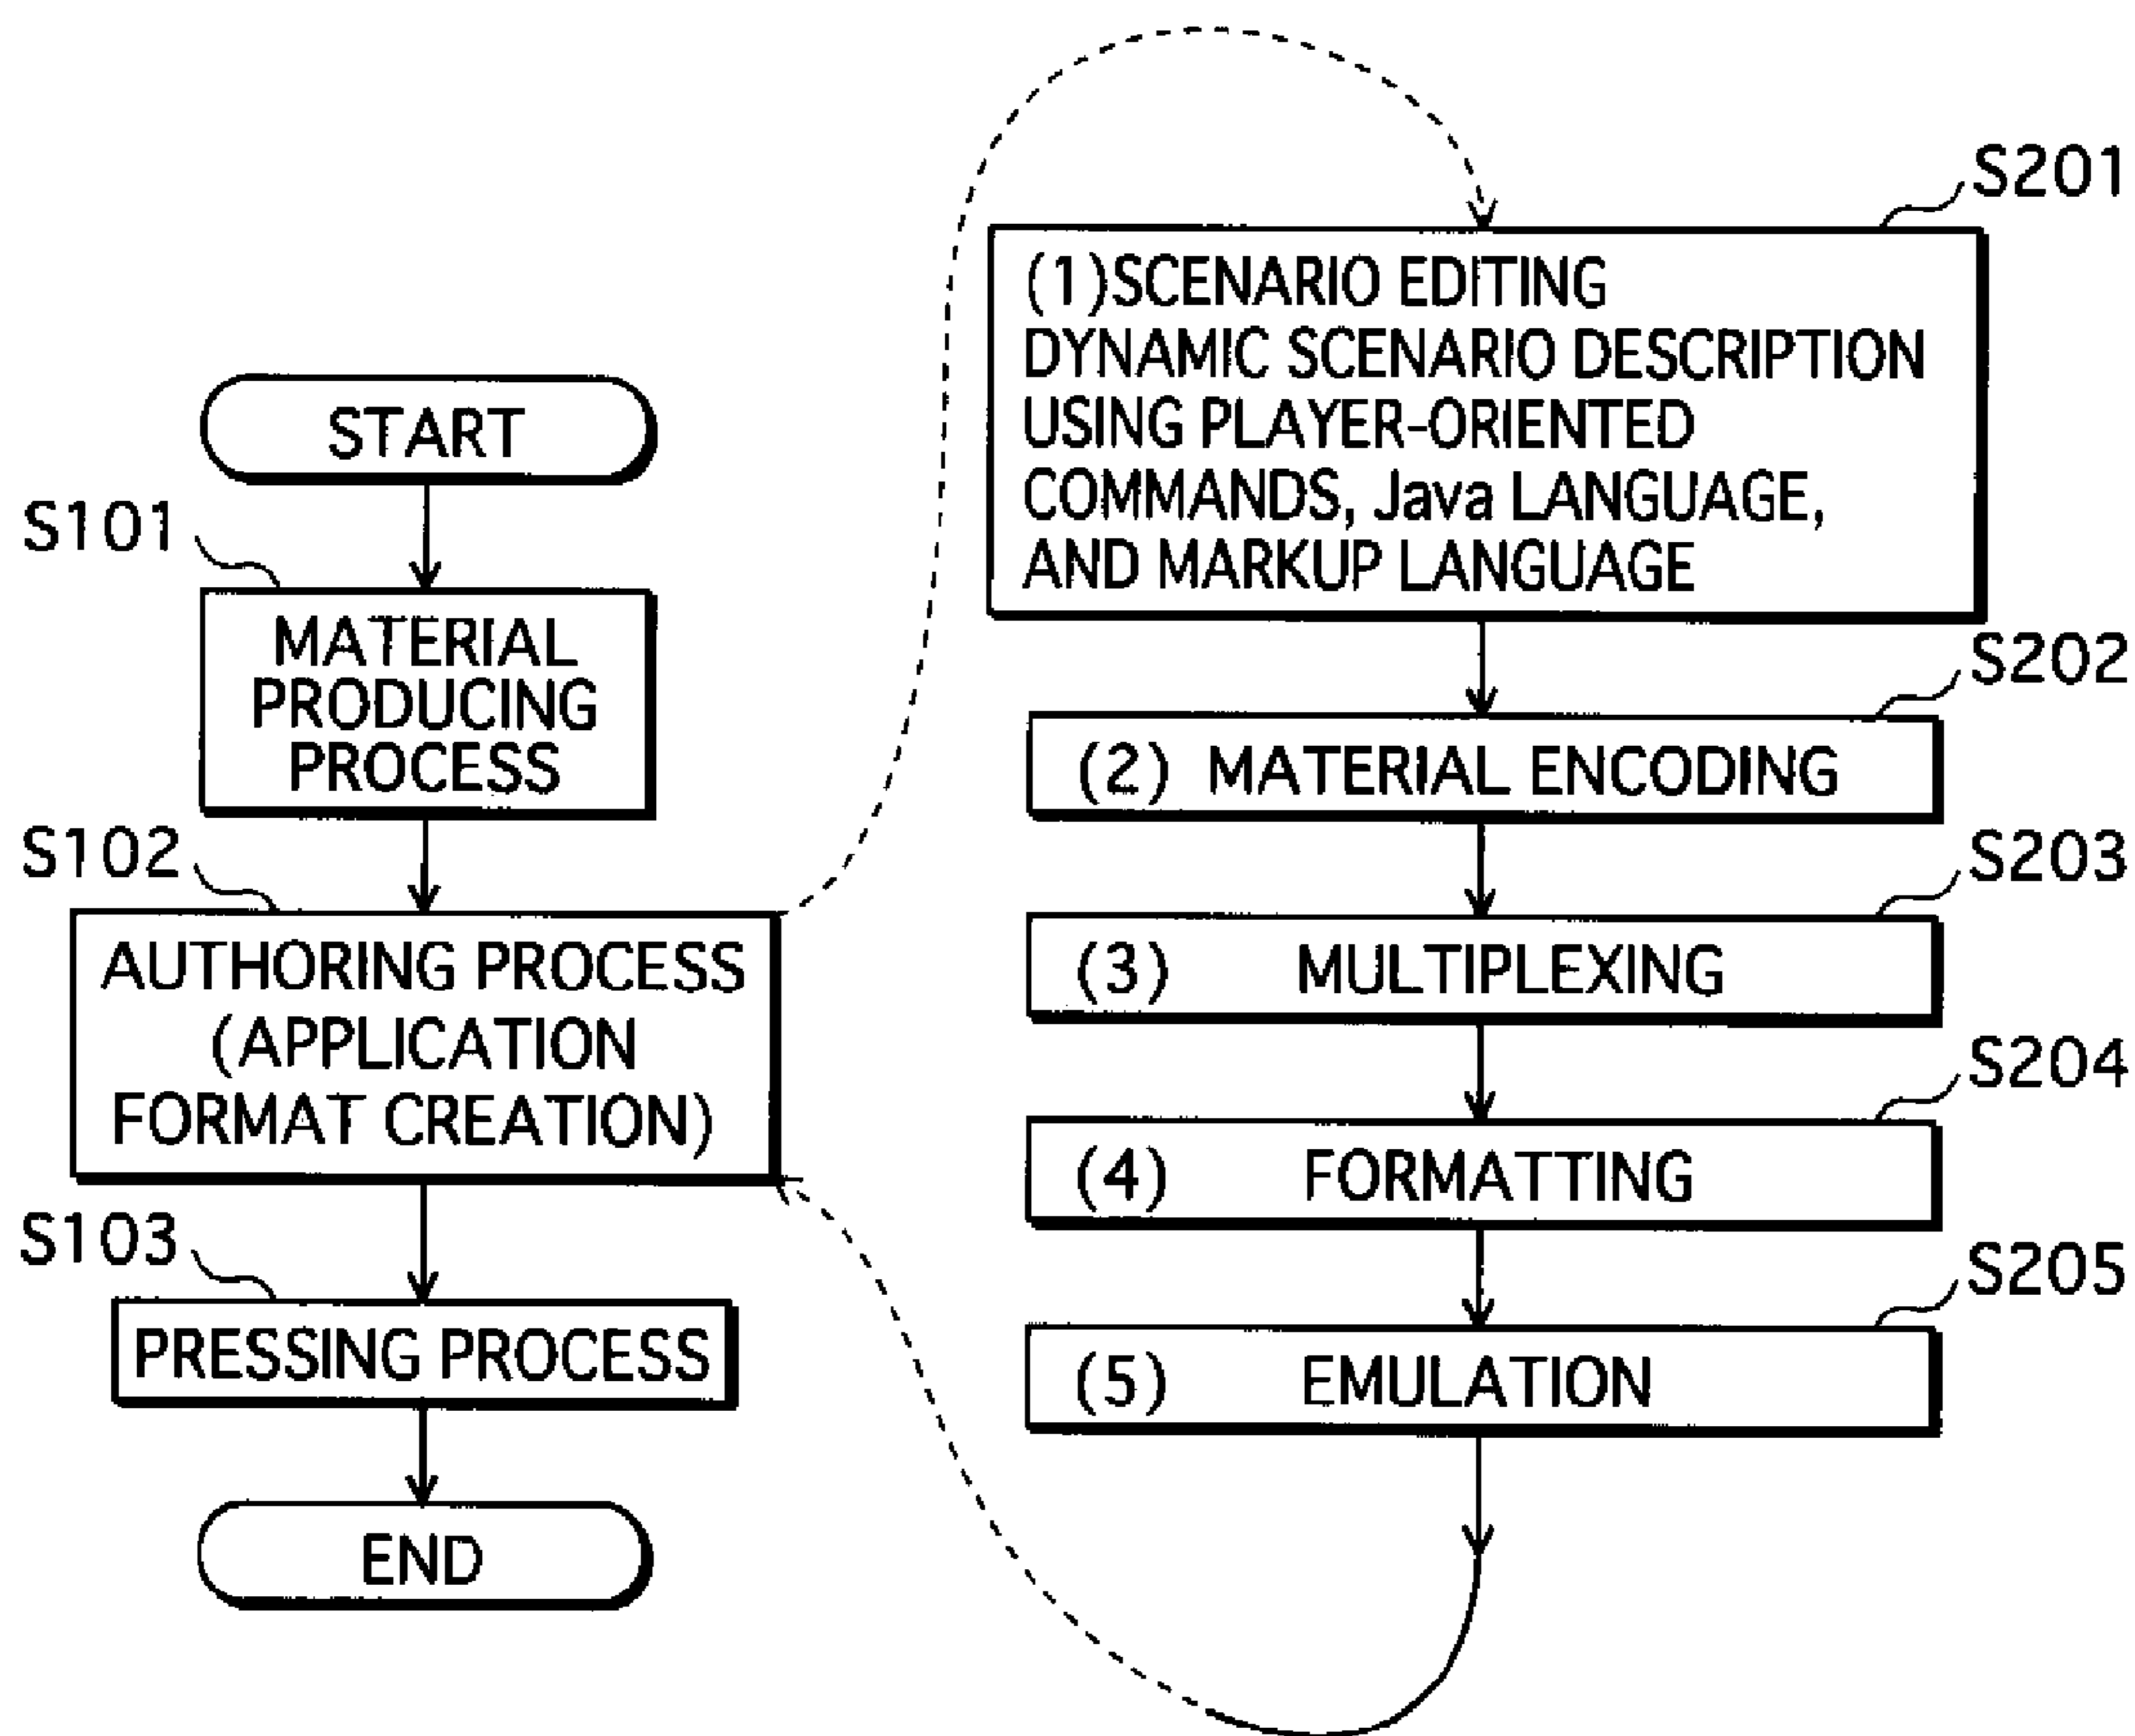 START
S101
MATERIAL
PRODUCING
PROCESS
S102
AUTHORING PROCESS
(APPLICATION
FORMAT CREATION)
S103
PRESSING PROCESS
END
S201
(1)SCENARIO EDITING
DYNAMIC SCENARIO DESCRIPTION
USING PLAYER-ORIENTED
COMMANDS, Java LANGUAGE,
AND MARKUP LANGUAGE
S202
(2) MATERIAL ENCODING
S203
(3) MULTIPLEXING
S204
(4) FORMATTING
S205
(5) EMULATION